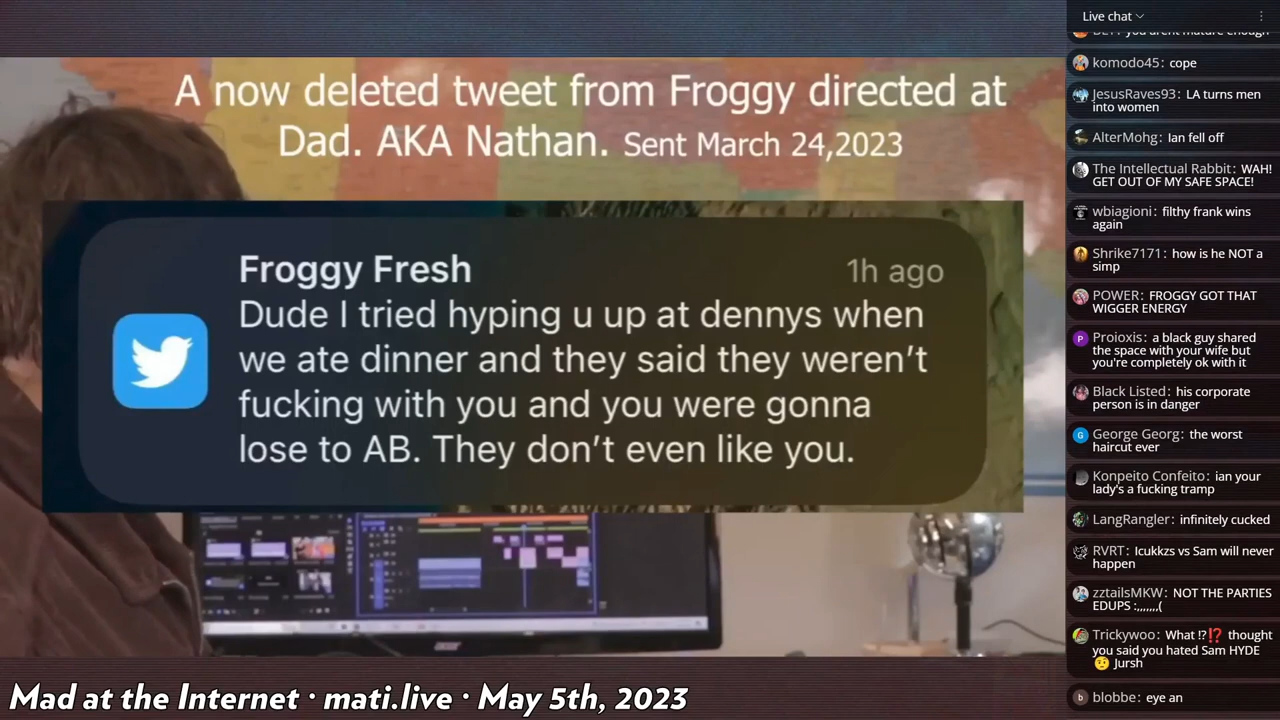 A now deleted tweet from Froggy directed at
Dad. AKA Nathan. Sent March 24,2023
Froggy Fresh
1h ago
Dude I tried hyping u up at dennys when
we ate dinner and they said they weren't
fucking with you and you were gonna
lose to AB. They don't even like you.
Mad at the Internet · mati.live · May 5th, 2023
Live chat
komodo45: cope
JesusRaves93: LA turns men
into women
AlterMohg: Ian fell off
The Intellectual Rabbit: WAH!
GET OUT OF MY SAFE SPACE!
wbiagioni: filthy frank wins
again
Shrike7171: how is he NOT a
simp
POWER: FROGGY GOT THAT
WIGGER ENERGY
Proioxis: a black guy shared
the space with your wife but
you're completely ok with it
Black Listed: his corporate
person is in danger
George Georg: the worst
haircut ever
Konpeito Confeito: ian your
lady's a fucking tramp
LangRangler: infinitely cucked
RVRT: Icukkzs vs Sam will never
happen
zztailsMKW: NOT THE PARTIES
EDUPS :,,,,,,,(
Trickywoo: What !?⁉️ thought
you said you hated Sam HYDE
🤨 Jursh
blobbe: eye an